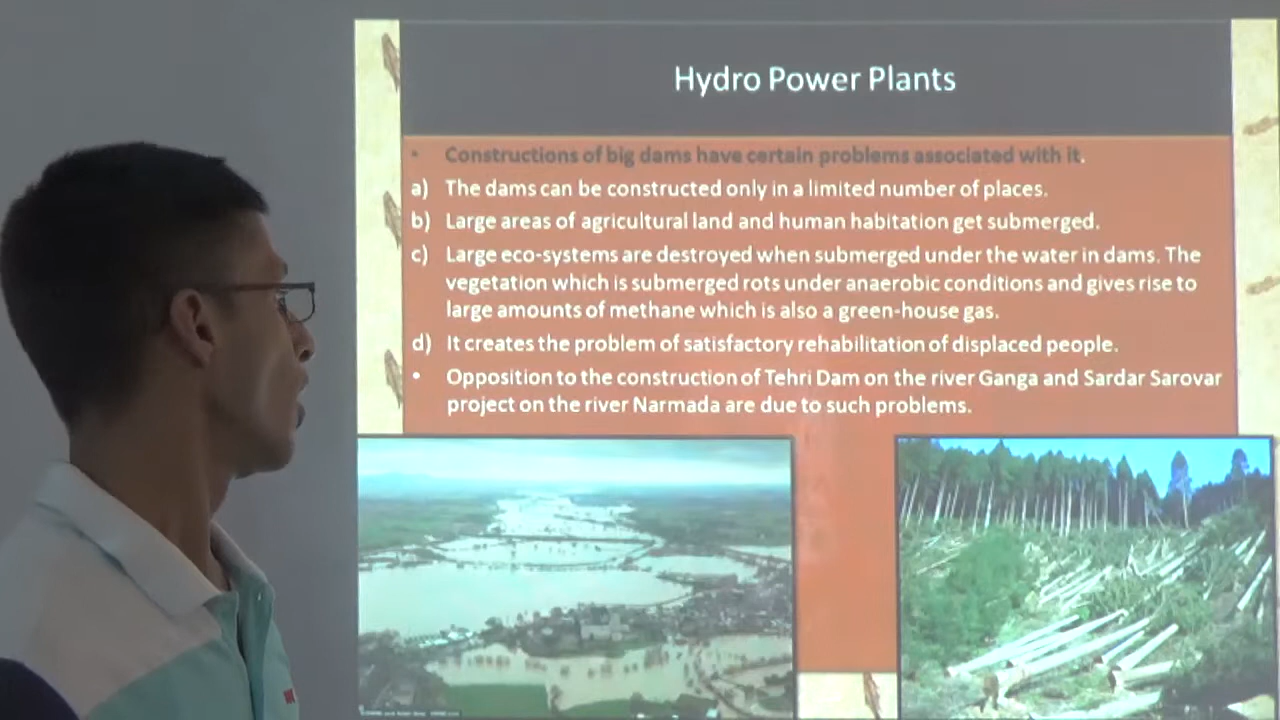 Hydro Power Plants
• Constructions of big dams have certain problems associated with it.
a) The dams can be constructed only in a limited number of places.
b) Large areas of agricultural land and human habitation get submerged.
c) Large eco-systems are destroyed when submerged under the water in dams. The
vegetation which is submerged rots under anaerobic conditions and gives rise to
large amounts of methane which is also a green-house gas.
d) It creates the problem of satisfactory rehabilitation of displaced people.
• Opposition to the construction of Tehri Dam on the river Ganga and Sardar Sarovar
project on the river Narmada are due to such problems.